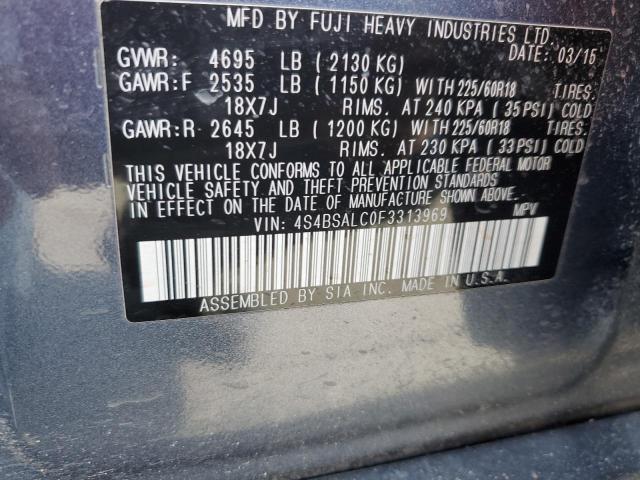 MFD BY FUJI HEAVY INDUSTRIES LTD.
DATE: 03/15
GVWR: 4695 LB ( 2130 KG)
GAWR:F 2535 LB ( 1150 KG) WITH 225/60R18 TIRES.
18X7J RIMS. AT 240 KPA ( 35 PSI) COLD
GAWR:R 2645 LB ( 1200 KG) WITH 225/60R18 TIRES.
18X7J RIMS. AT 230 KPA ( 33 PSI) COLD
THIS VEHICLE CONFORMS TO ALL APPLICABLE FEDERAL MOTOR
VEHICLE SAFETY AND THEFT PREVENTION STANDARDS
IN EFFECT ON THE DATE OF MANUFACTURE SHOWN ABOVE.
VIN: 4S4BSALC0F3313969 MPV
ASSEMBLED BY SIA INC. MADE IN U.S.A.